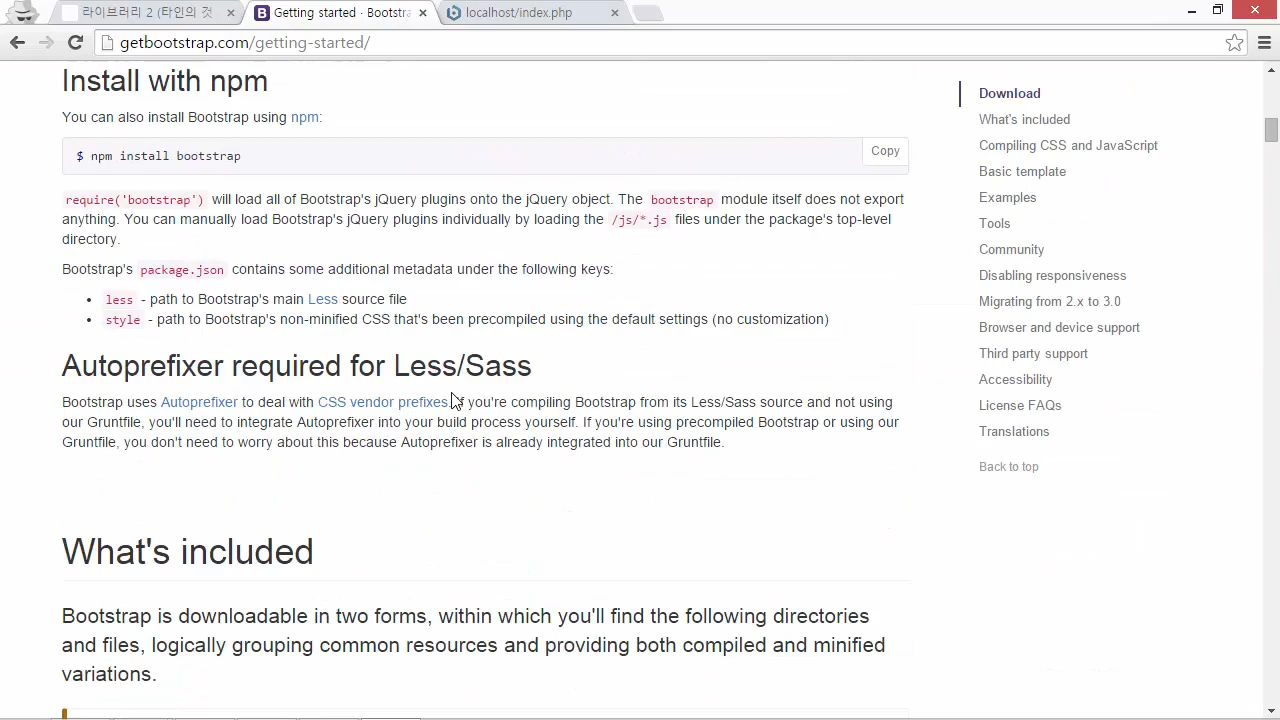 라이브러리 2 (타인의 것
Getting started · Bootstra
localhost/index.php
getbootstrap.com/getting-started/
Install with npm
You can also install Bootstrap using npm:
$ npm install bootstrap
Copy
require('bootstrap') will load all of Bootstrap's jQuery plugins onto the jQuery object. The bootstrap module itself does not export
anything. You can manually load Bootstrap's jQuery plugins individually by loading the /js/*.js files under the package's top-level
directory.
Bootstrap's package.json contains some additional metadata under the following keys:
• less - path to Bootstrap's main Less source file
• style - path to Bootstrap's non-minified CSS that's been precompiled using the default settings (no customization)
Autoprefixer required for Less/Sass
Bootstrap uses Autoprefixer to deal with CSS vendor prefixes. If you're compiling Bootstrap from its Less/Sass source and not using
our Gruntfile, you'll need to integrate Autoprefixer into your build process yourself. If you're using precompiled Bootstrap or using our
Gruntfile, you don't need to worry about this because Autoprefixer is already integrated into our Gruntfile.
What's included
Bootstrap is downloadable in two forms, within which you'll find the following directories
and files, logically grouping common resources and providing both compiled and minified
variations.
Download
What's included
Compiling CSS and JavaScript
Basic template
Examples
Tools
Community
Disabling responsiveness
Migrating from 2.x to 3.0
Browser and device support
Third party support
Accessibility
License FAQs
Translations
Back to top